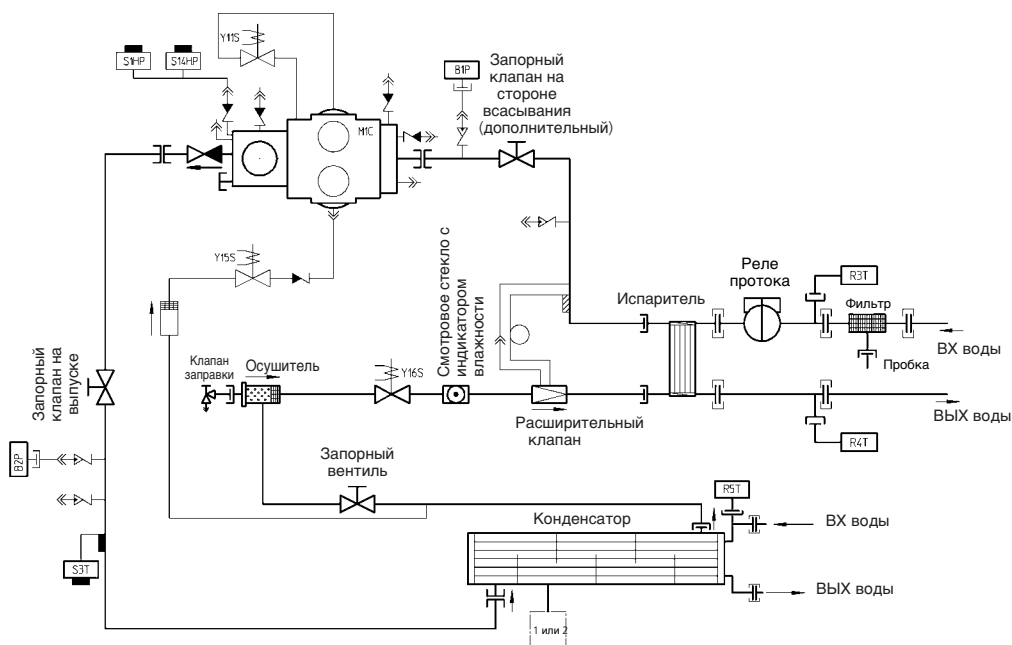 Y11S
S1HP
S14HP
B1P
Запорный
клапан на
стороне
всасывания
(дополнительный)
M1C
Y15S
Смотровое стекло с
индикатором
влажности
Испаритель
Реле
протока
R3T
Фильтр
ВХ воды
Пробка
Запорный
клапан на
выпуске
Клапан
заправки
Осушитель
Y16S
Расширительный
клапан
ВЫХ воды
R4T
B2P
Запорный
вентиль
R5T
Конденсатор
ВХ воды
S3T
ВЫХ воды
1 или 2